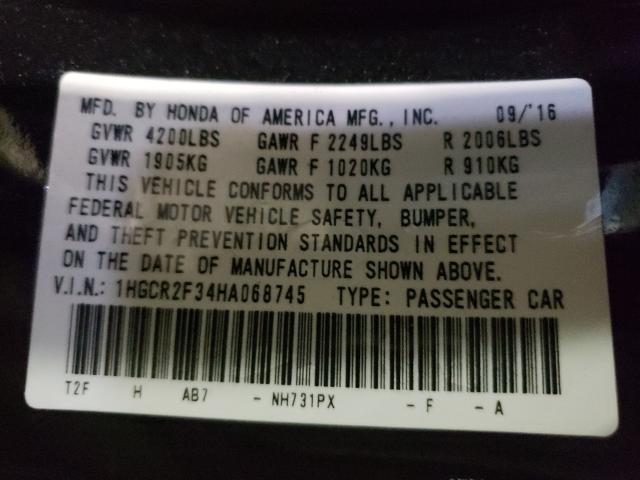 MFD. BY HONDA OF AMERICA MFG., INC. 09/'16
GVWR 4200LBS GAWR F 2249LBS R 2006LBS
GVWR 1905KG GAWR F 1020KG R 910KG
THIS VEHICLE CONFORMS TO ALL APPLICABLE
FEDERAL MOTOR VEHICLE SAFETY, BUMPER,
AND THEFT PREVENTION STANDARDS IN EFFECT
ON THE DATE OF MANUFACTURE SHOWN ABOVE.
V.I.N.: 1HGCR2F34HA068745 TYPE: PASSENGER CAR
T2F H AB7 - NH731PX - F - A